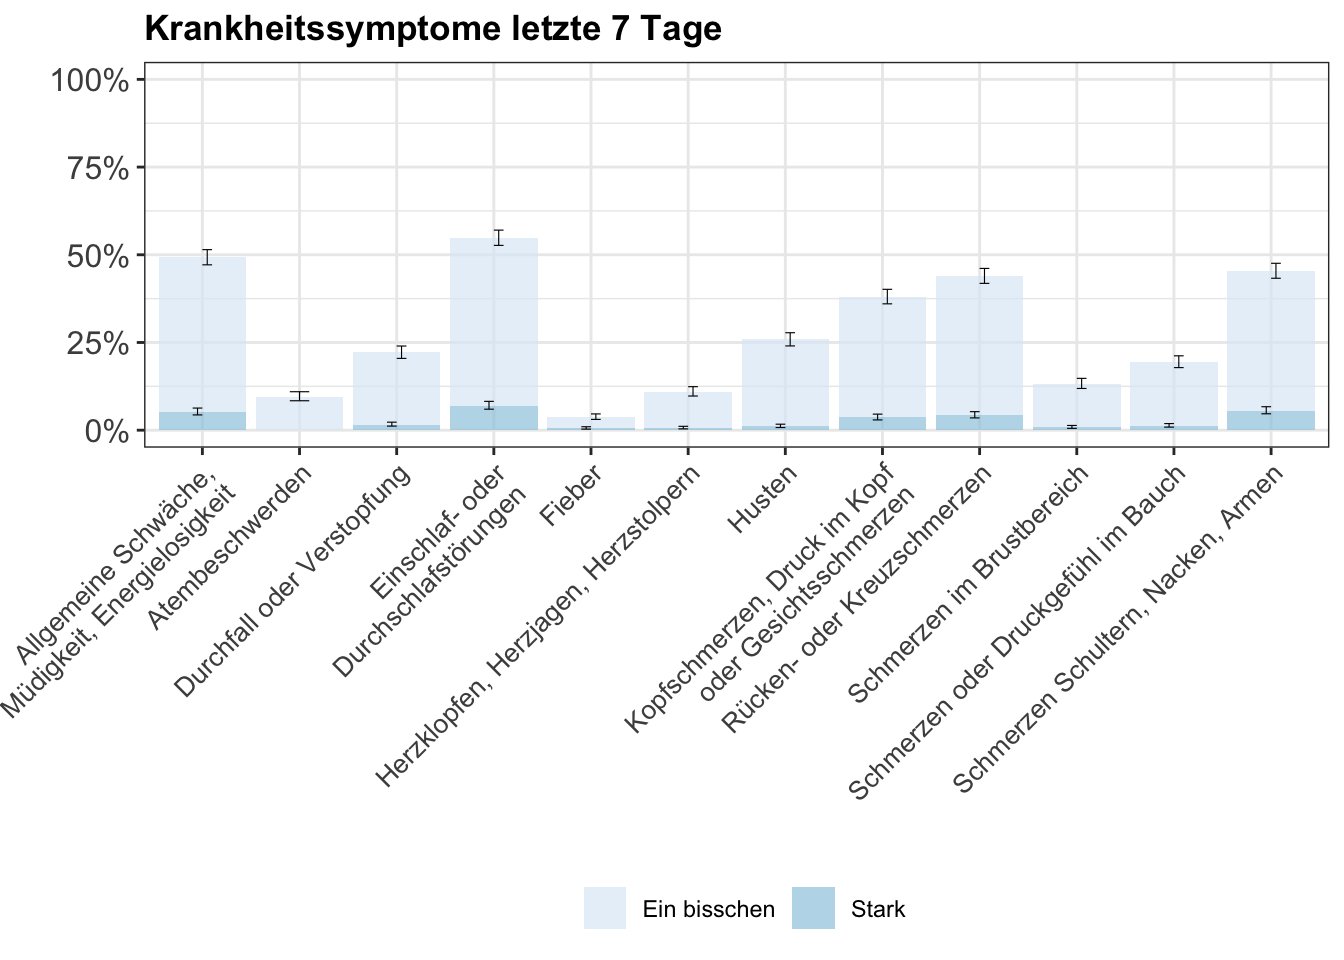 Krankheitssymptome letzte 7 Tage
100%
75%
50%
25%
0%
Allgemeine Schwäche,
Müdigkeit, Energielosigkeit
Atembeschwerden
Durchfall oder Verstopfung
Einschlaf- oder
Durchschlafstörungen
Fieber
Herzklopfen, Herzjagen, Herzstolpern
Husten
Kopfschmerzen, Druck im Kopf
oder Gesichtsschmerzen
Rücken- oder Kreuzschmerzen
Schmerzen im Brustbereich
Schmerzen oder Druckgefühl im Bauch
Schmerzen Schultern, Nacken, Armen
Ein bisschen
Stark